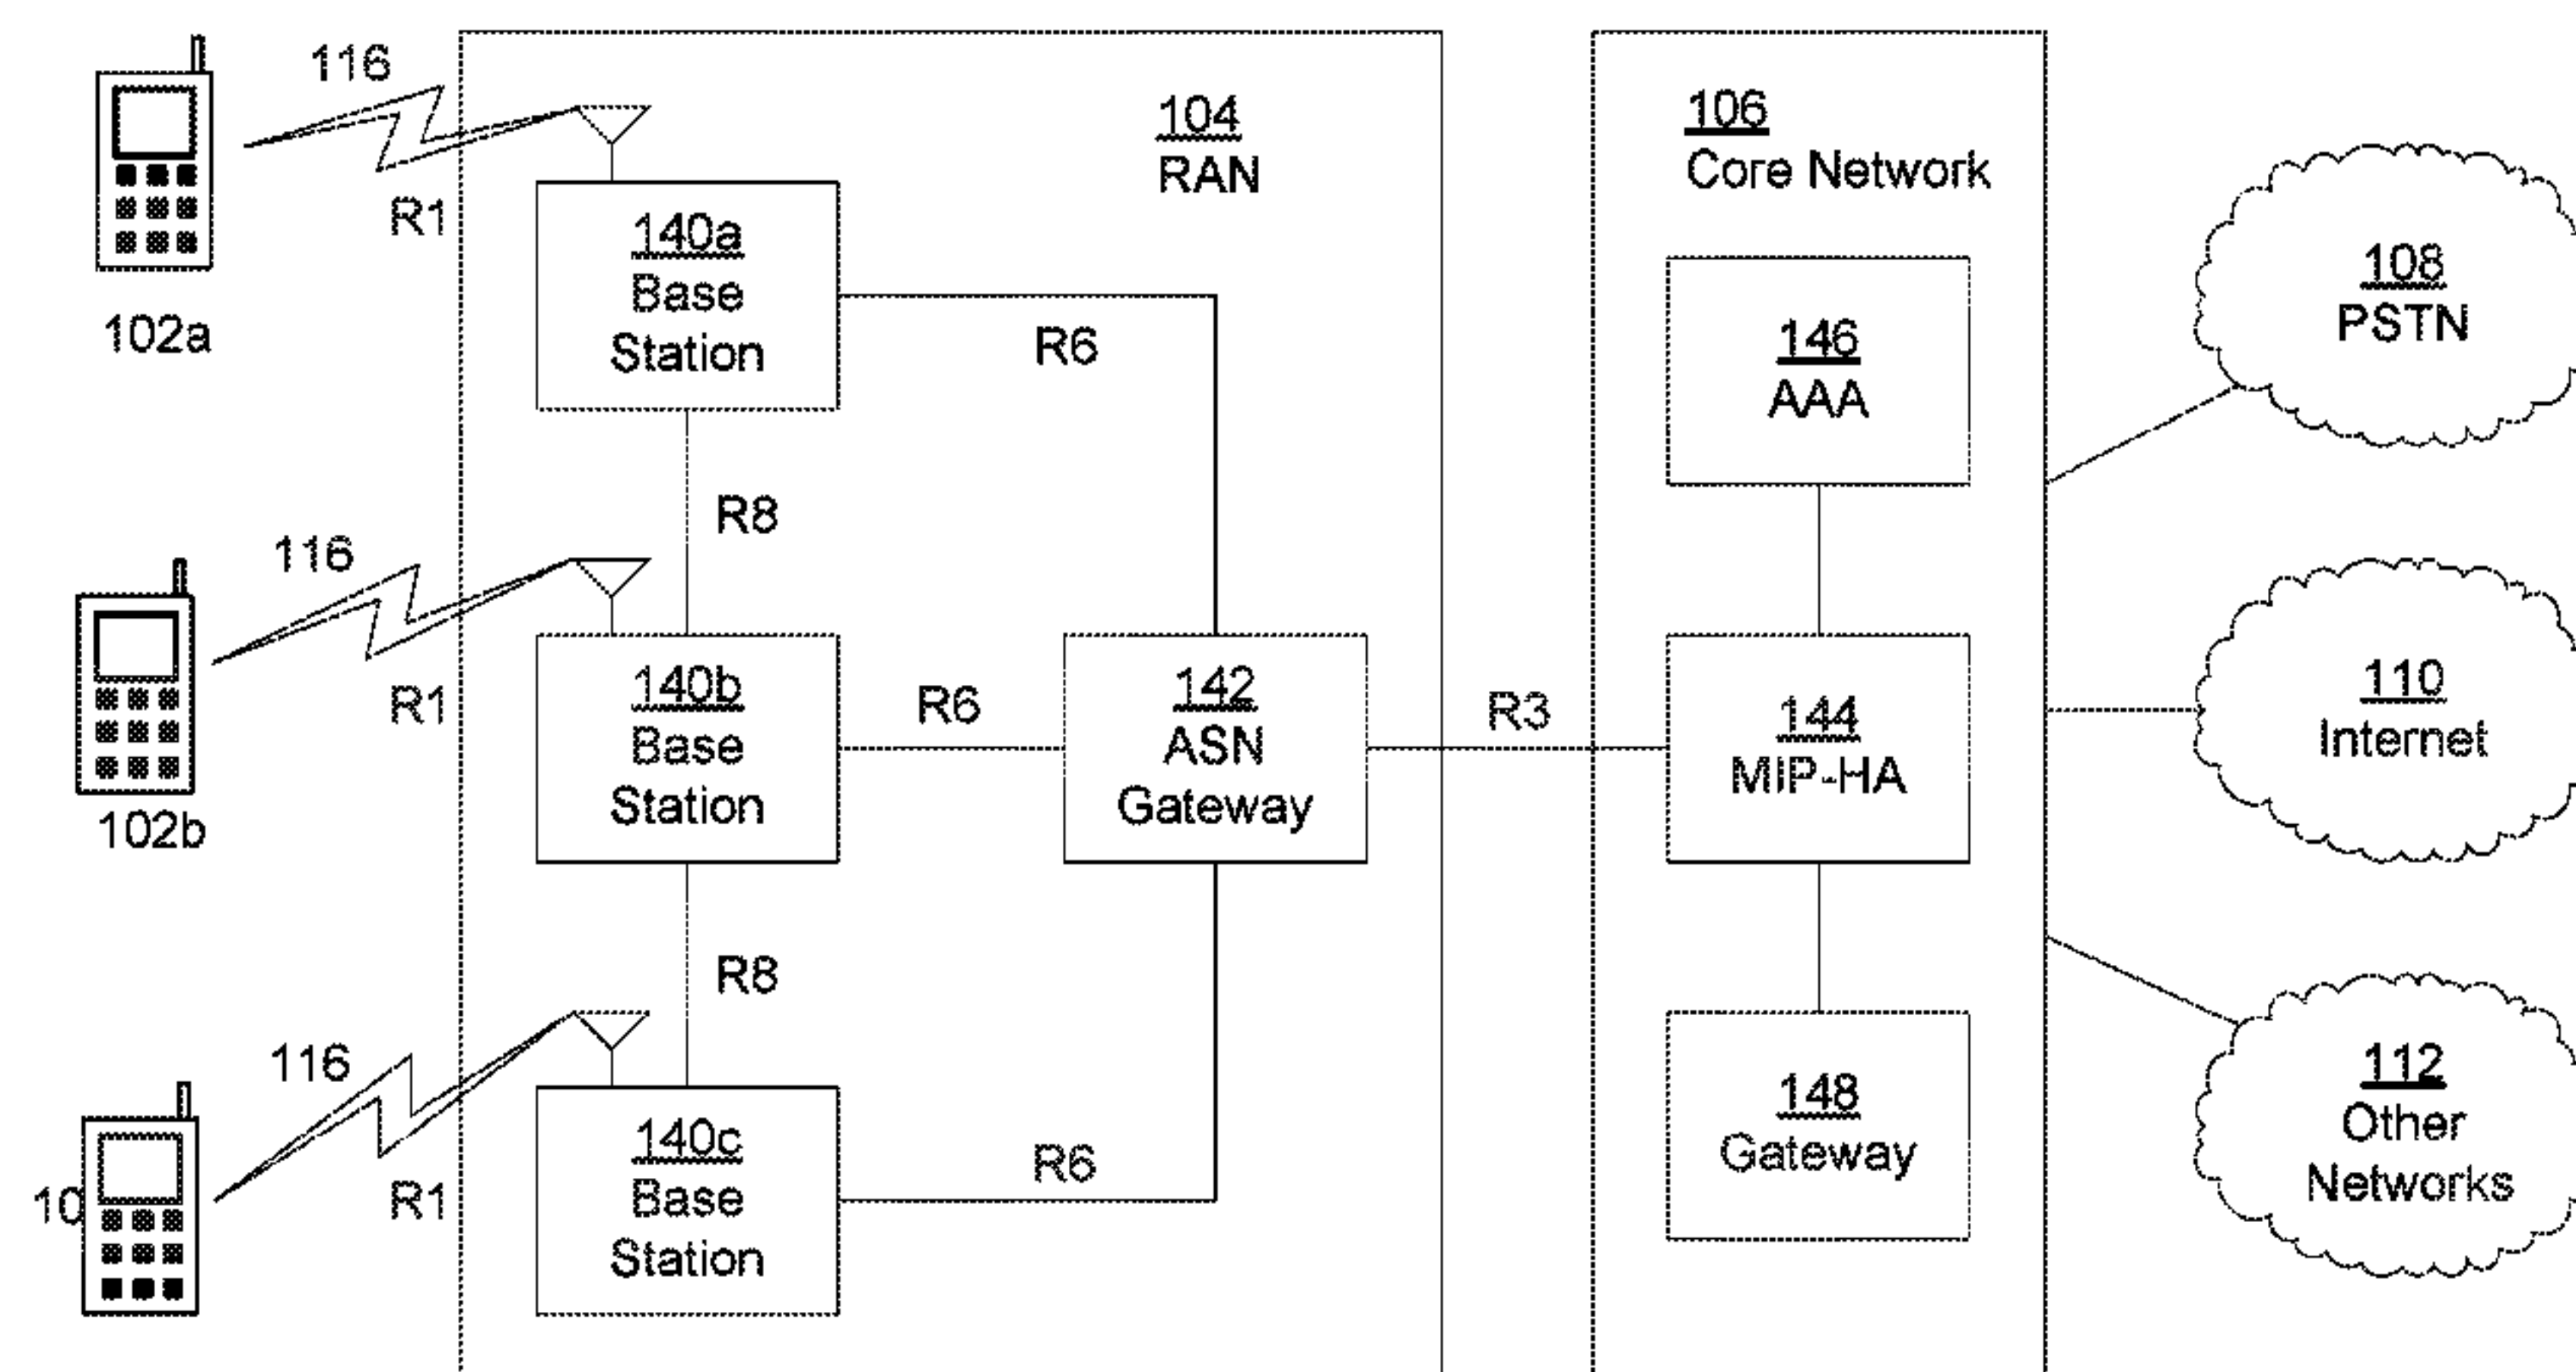 116
R1
102a
104
RAN
140a
Base
Station
R6
R8
116
R1
102b
140b
Base
Station
R6
142
ASN
Gateway
R3
R8
116
R1
10
140c
Base
Station
R6
106
Core Network
146
AAA
144
MIP-HA
148
Gateway
108
PSTN
110
Internet
112
Other
Networks